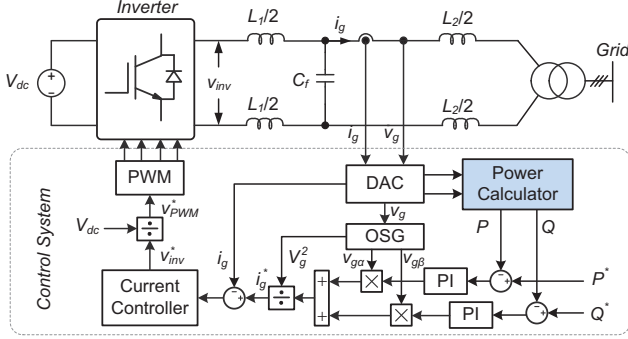 Inverter
L1/2
ig
L2/2
Grid
Vdc
vinv
Cf
L1/2
L2/2
ig
vg
Control System
PWM
DAC
Power
Calculator
v*PWM
vg
P
Q
Vdc
÷
OSG
v*inv
ig
Vg2
vgα
vgβ
Current
Controller
−
i*g
÷
+
+
×
PI
−
P*
×
PI
−
Q*